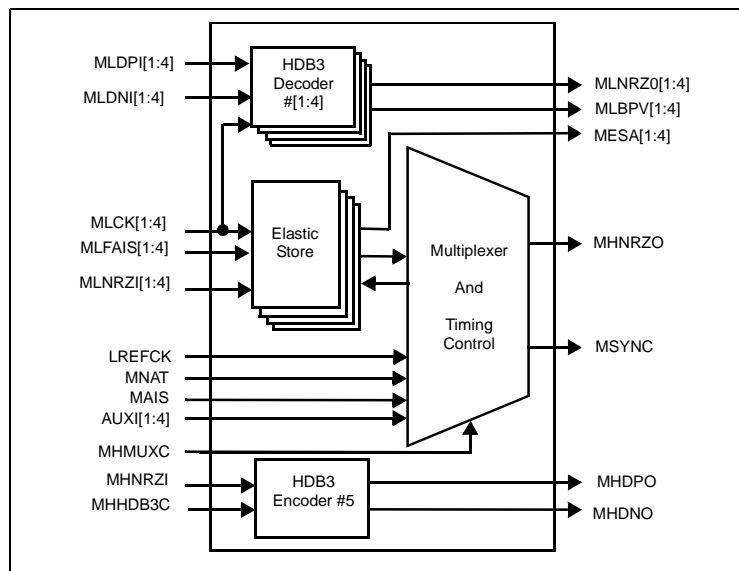 MLDPI[1:4]
MLDNI[1:4]
HDB3
Decoder
#[1:4]
MLNRZ0[1:4]
MLBPV[1:4]
MESA[1:4]
MLCK[1:4]
MLFAIS[1:4]
MLNRZI[1:4]
Elastic
Store
Multiplexer
And
Timing
Control
MHNRZO
MSYNC
LREFCK
MNAT
MAIS
AUXI[1:4]
MHMUXC
MHNRZI
MHHDB3C
HDB3
Encoder #5
MHDPO
MHDNO